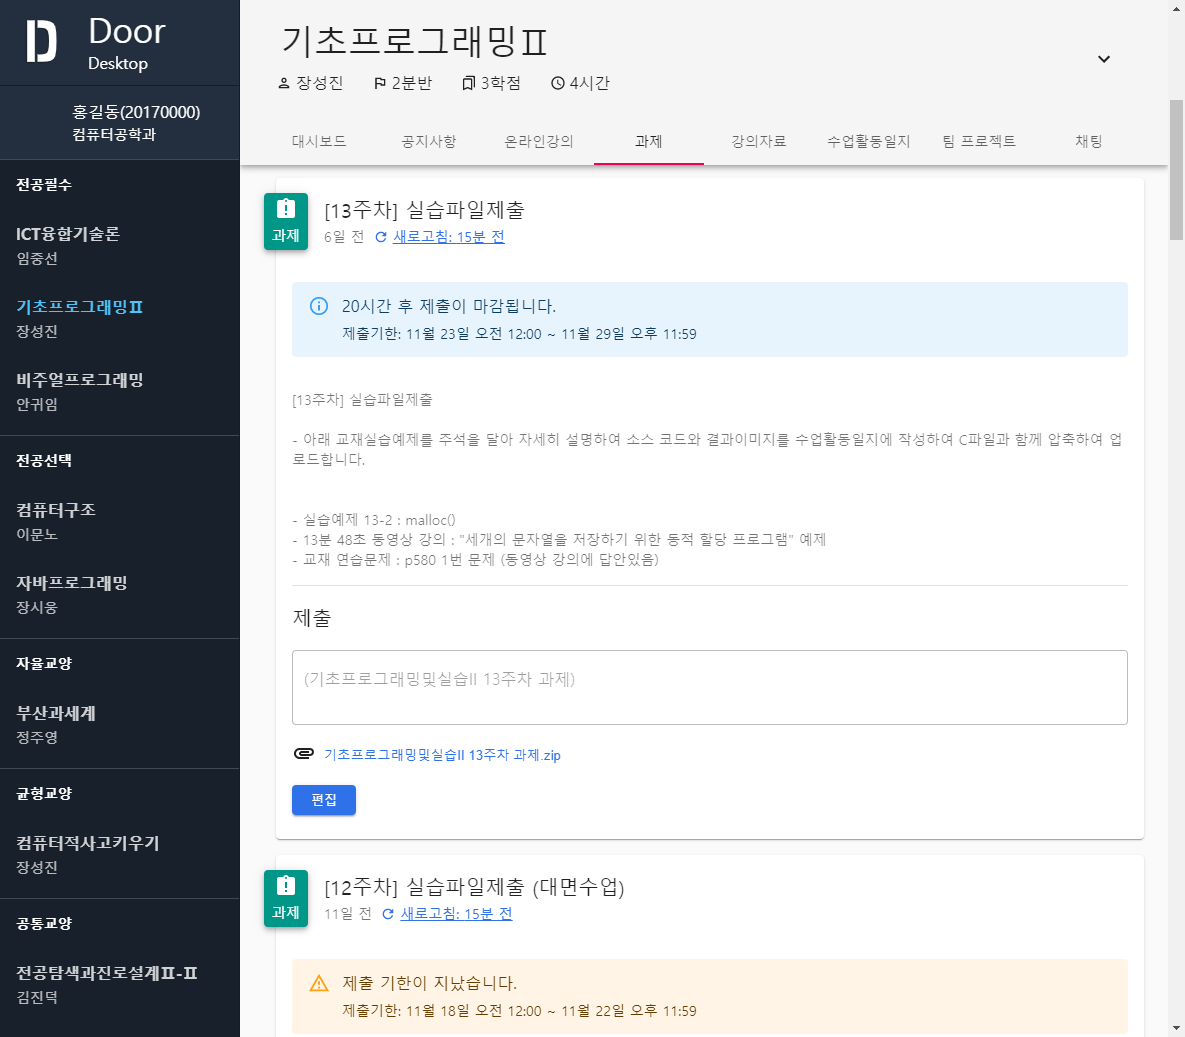 Door
Desktop
홍길동(20170000)
컴퓨터공학과
전공필수
ICT융합기술론
임중선
기초프로그래밍Ⅱ
장성진
비주얼프로그래밍
안귀임
전공선택
컴퓨터구조
이문노
자바프로그래밍
장시웅
자율교양
부산과세계
정주영
균형교양
컴퓨터적사고키우기
장성진
공통교양
전공탐색과진로설계Ⅱ-Ⅱ
김진덕
기초프로그래밍Ⅱ
장성진 2분반 3학점 4시간
대시보드 공지사항 온라인강의 과제 강의자료 수업활동일지 팀 프로젝트 채팅
과제
[13주차] 실습파일제출
6일 전 새로고침: 15분 전
20시간 후 제출이 마감됩니다.
제출기한: 11월 23일 오전 12:00 ~ 11월 29일 오후 11:59
[13주차] 실습파일제출
- 아래 교재실습예제를 주석을 달아 자세히 설명하여 소스 코드와 결과이미지를 수업활동일지에 작성하여 C파일과 함께 압축하여 업
로드합니다.
- 실습예제 13-2 : malloc()
- 13분 48초 동영상 강의 : "세개의 문자열을 저장하기 위한 동적 할당 프로그램" 예제
- 교재 연습문제 : p580 1번 문제 (동영상 강의에 답안있음)
제출
(기초프로그래밍및실습II 13주차 과제)
기초프로그래밍및실습II 13주차 과제.zip
편집
과제
[12주차] 실습파일제출 (대면수업)
11일 전 새로고침: 15분 전
제출 기한이 지났습니다.
제출기한: 11월 18일 오전 12:00 ~ 11월 22일 오후 11:59